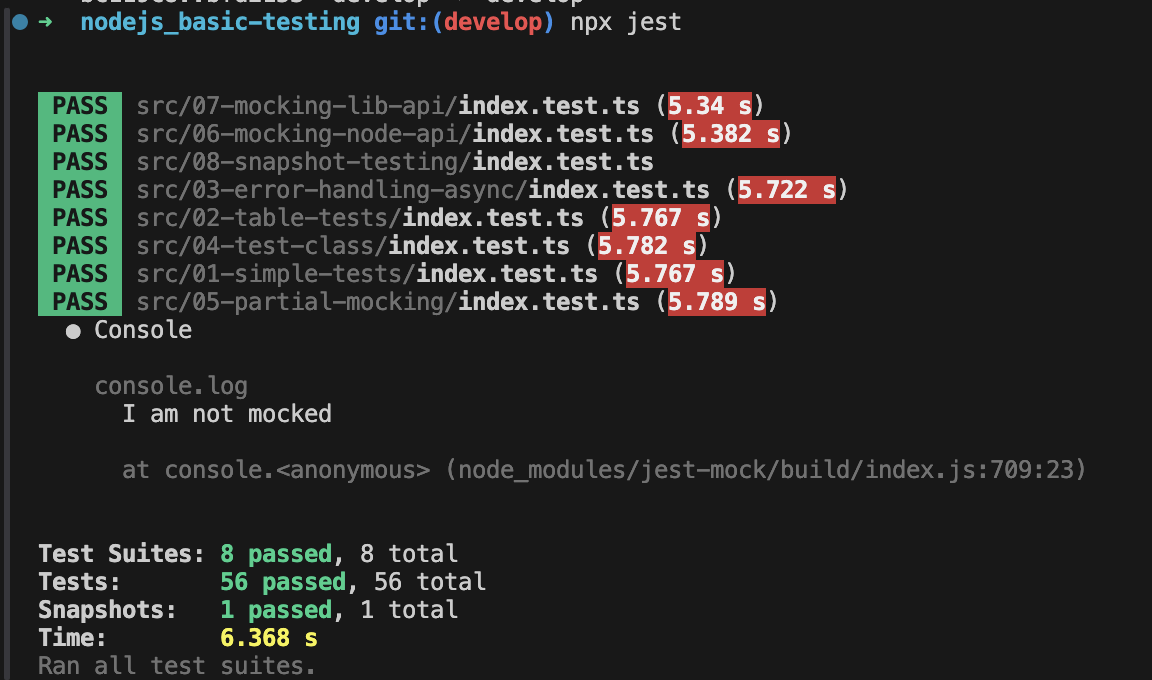 ➜ nodejs_basic-testing git:(develop) npx jest
PASS src/07-mocking-lib-api/index.test.ts (5.34 s)
PASS src/06-mocking-node-api/index.test.ts (5.382 s)
PASS src/08-snapshot-testing/index.test.ts
PASS src/03-error-handling-async/index.test.ts (5.722 s)
PASS src/02-table-tests/index.test.ts (5.767 s)
PASS src/04-test-class/index.test.ts (5.782 s)
PASS src/01-simple-tests/index.test.ts (5.767 s)
PASS src/05-partial-mocking/index.test.ts (5.789 s)
● Console
console.log
I am not mocked
at console.<anonymous> (node_modules/jest-mock/build/index.js:709:23)
Test Suites: 8 passed, 8 total
Tests: 56 passed, 56 total
Snapshots: 1 passed, 1 total
Time: 6.368 s
Ran all test suites.